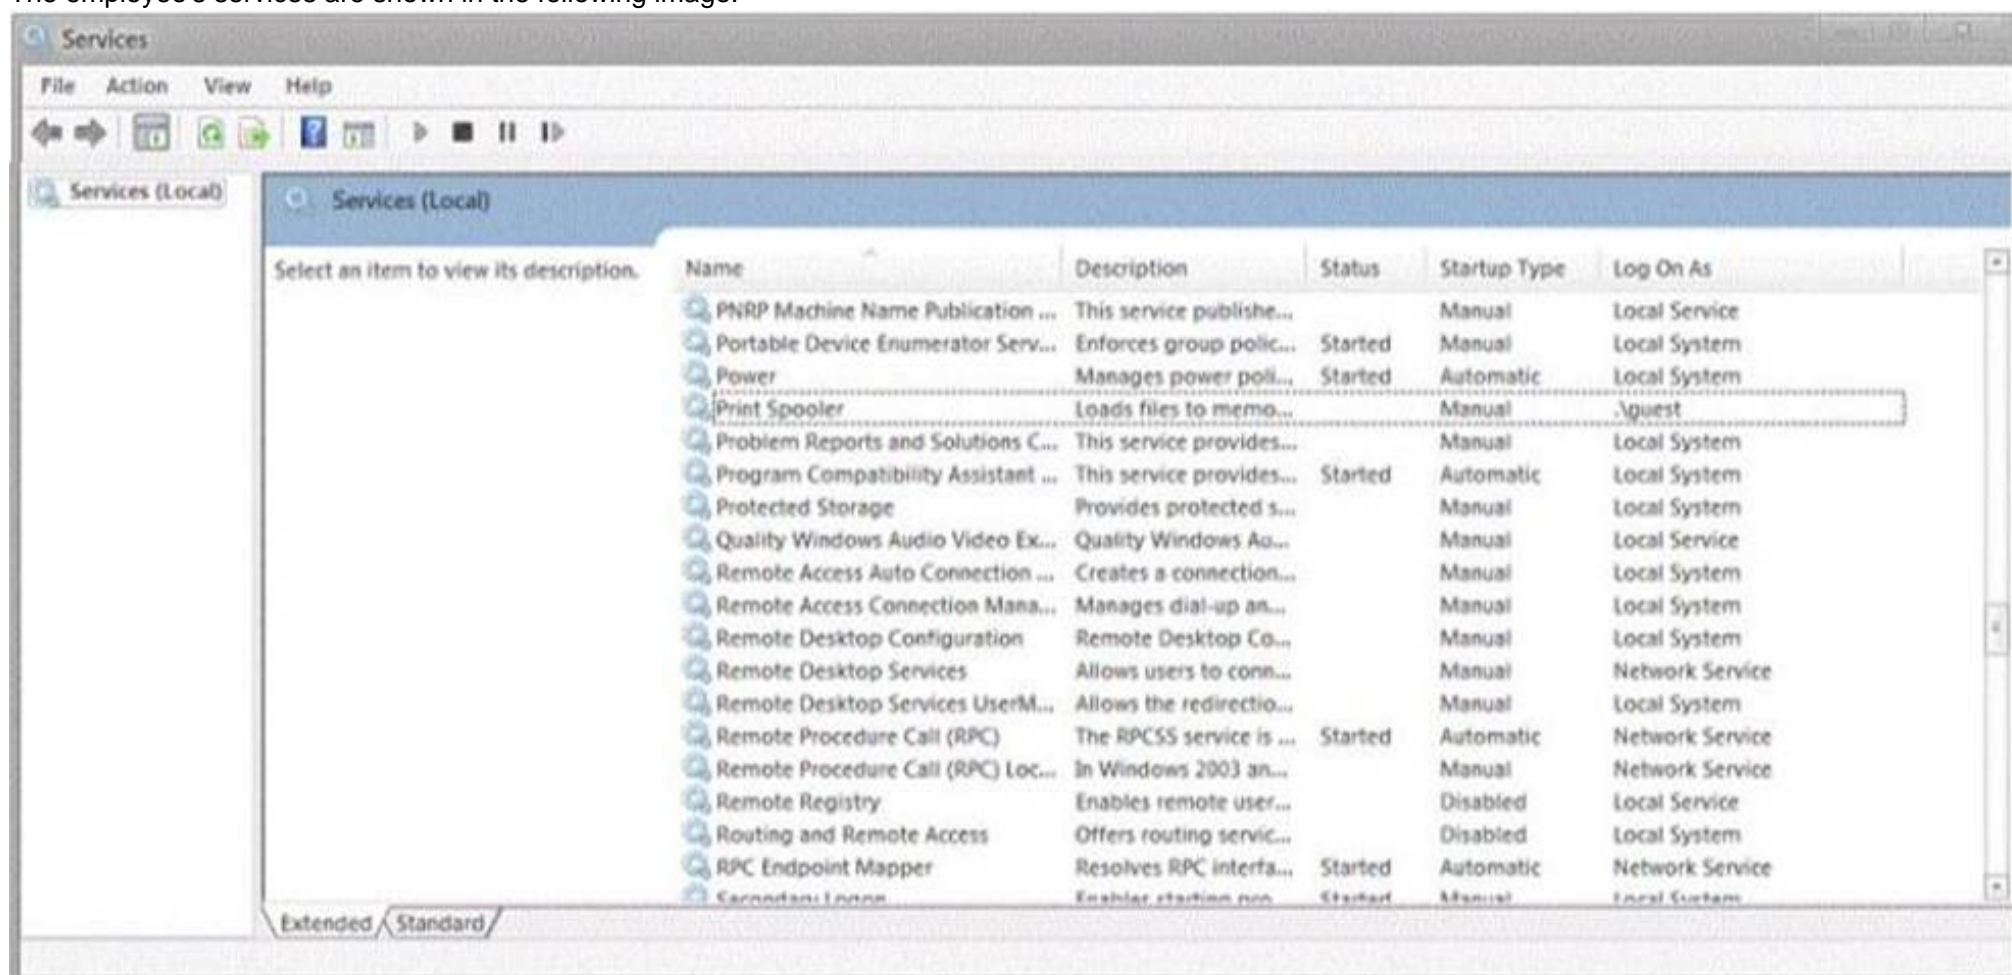 The employee's services are shown in the following image.
Services
File Action View Help
Services (Local)
Services (Local)
Select an item to view its description.
Name Description Status Startup Type Log On As
PNRP Machine Name Publication ... This service publishe... Manual Local Service
Portable Device Enumerator Serv... Enforces group polic... Started Manual Local System
Power Manages power poli... Started Automatic Local System
Print Spooler Loads files to memo... Manual .\guest
Problem Reports and Solutions C... This service provides... Manual Local System
Program Compatibility Assistant ... This service provides... Started Automatic Local System
Protected Storage Provides protected s... Manual Local System
Quality Windows Audio Video Ex... Quality Windows Au... Manual Local Service
Remote Access Auto Connection ... Creates a connection... Manual Local System
Remote Access Connection Mana... Manages dial-up an... Manual Local System
Remote Desktop Configuration Remote Desktop Co... Manual Local System
Remote Desktop Services Allows users to conn... Manual Network Service
Remote Desktop Services UserM... Allows the redirectio... Manual Local System
Remote Procedure Call (RPC) The RPCSS service is ... Started Automatic Network Service
Remote Procedure Call (RPC) Loc... In Windows 2003 an... Manual Network Service
Remote Registry Enables remote user... Disabled Local Service
Routing and Remote Access Offers routing servic... Disabled Local System
RPC Endpoint Mapper Resolves RPC interfa... Started Automatic Network Service
Secondary Logon Enables starting pro... Started Manual Local System
Extended Standard